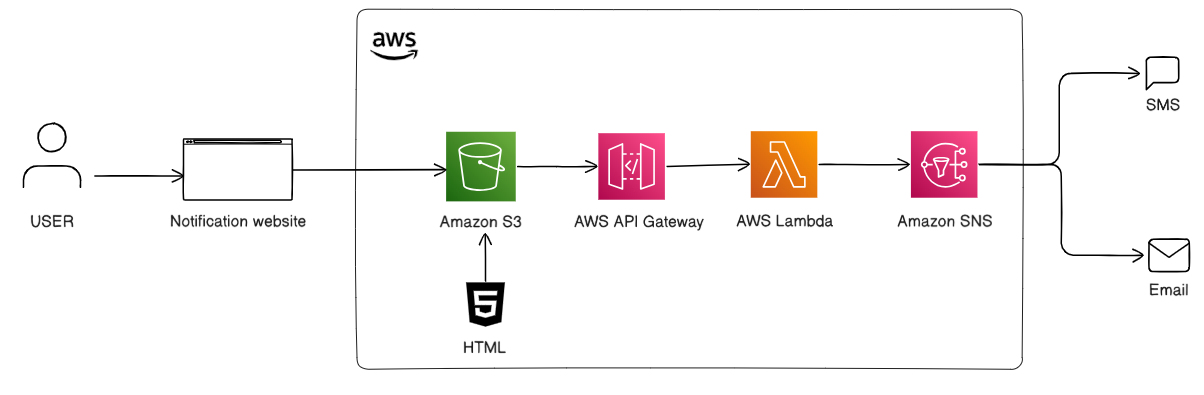 aws
SMS
USER
Notification website
Amazon S3
AWS API Gateway
AWS Lambda
Amazon SNS
Email
5
HTML